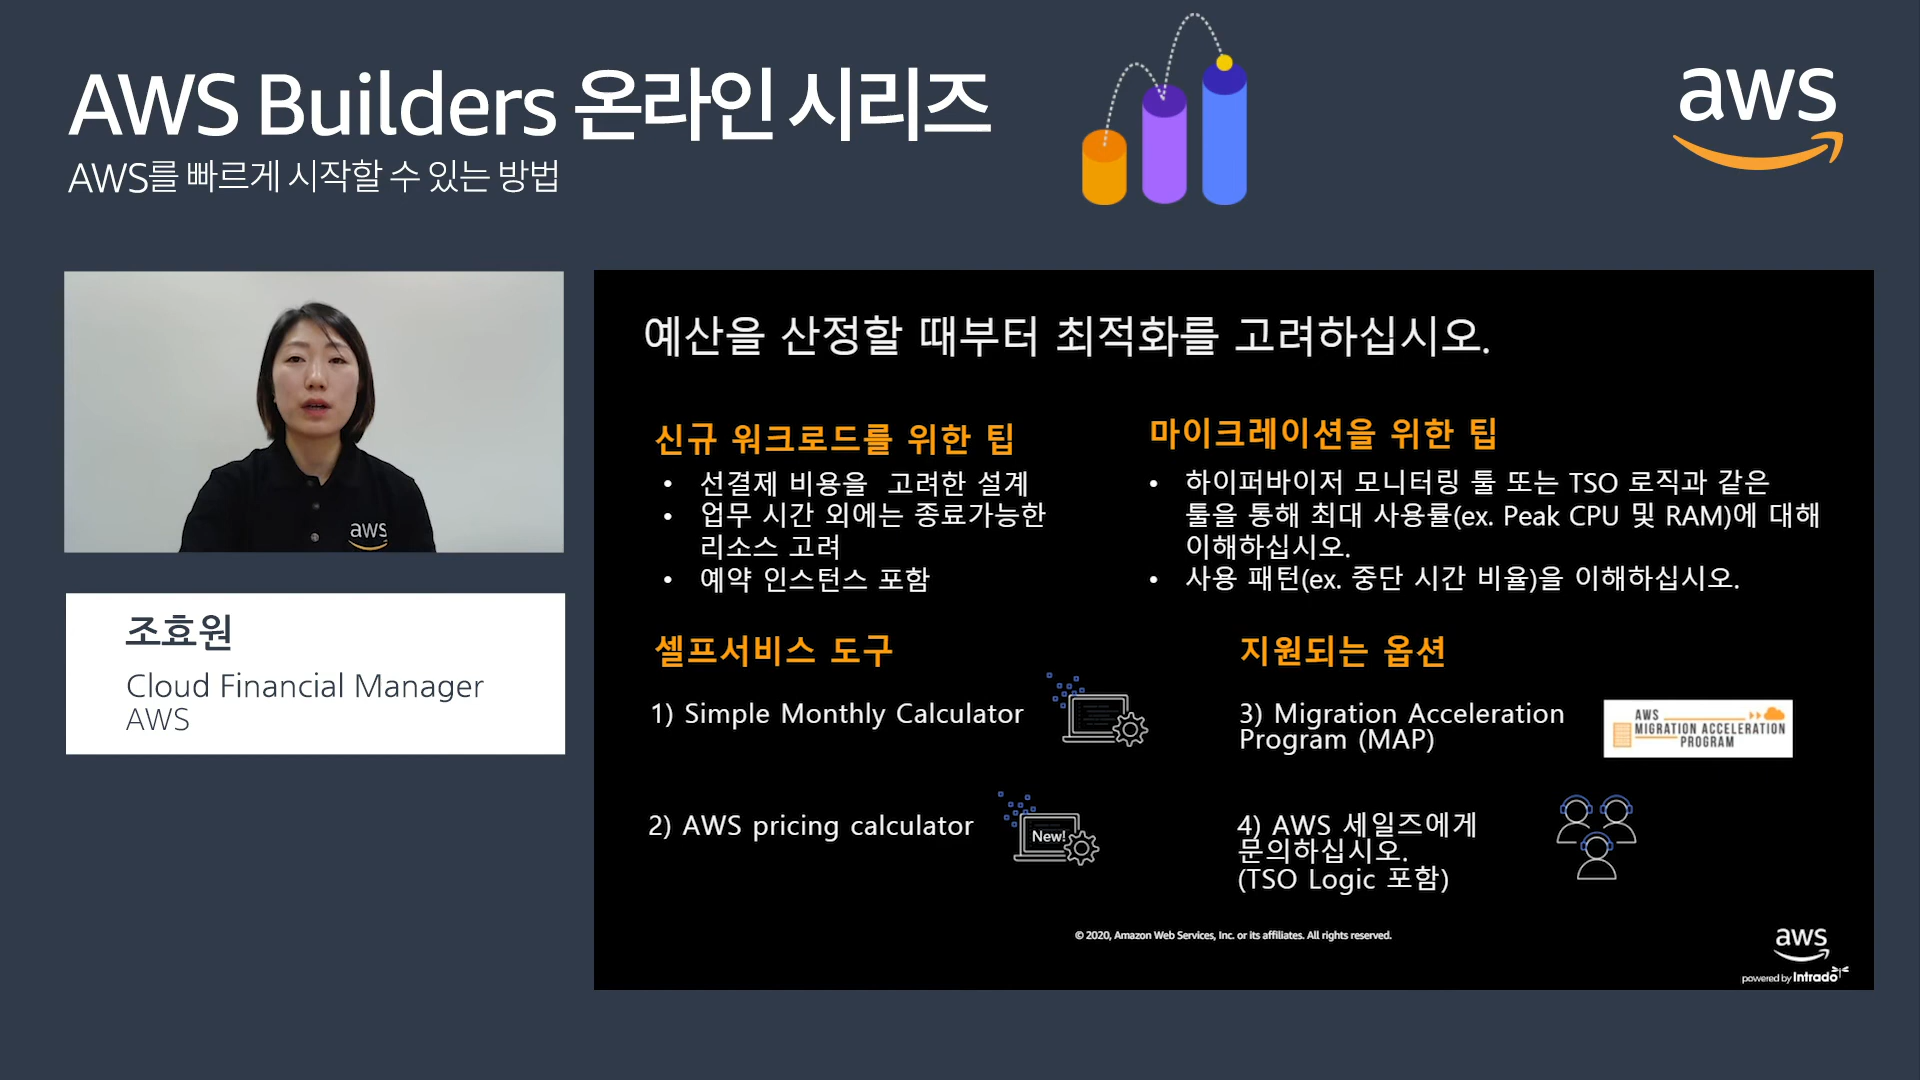 AWS Builders 온라인 시리즈
AWS를 빠르게 시작할 수 있는 방법
aws
aws
조효원
Cloud Financial Manager
AWS
예산을 산정할 때부터 최적화를 고려하십시오.
신규 워크로드를 위한 팁
• 선결제 비용을 고려한 설계
• 업무 시간 외에는 종료가능한
리소스 고려
• 예약 인스턴스 포함
마이크레이션을 위한 팁
• 하이퍼바이저 모니터링 툴 또는 TSO 로직과 같은
툴을 통해 최대 사용률(ex. Peak CPU 및 RAM)에 대해
이해하십시오.
• 사용 패턴(ex. 중단 시간 비율)을 이해하십시오.
셀프서비스 도구
1) Simple Monthly Calculator
2) AWS pricing calculator
New!
지원되는 옵션
3) Migration Acceleration
Program (MAP)
AWS
MIGRATION ACCELERATION
PROGRAM
4) AWS 세일즈에게
문의하십시오.
(TSO Logic 포함)
© 2020, Amazon Web Services, Inc. or its affiliates. All rights reserved.
aws
powered by Intrado